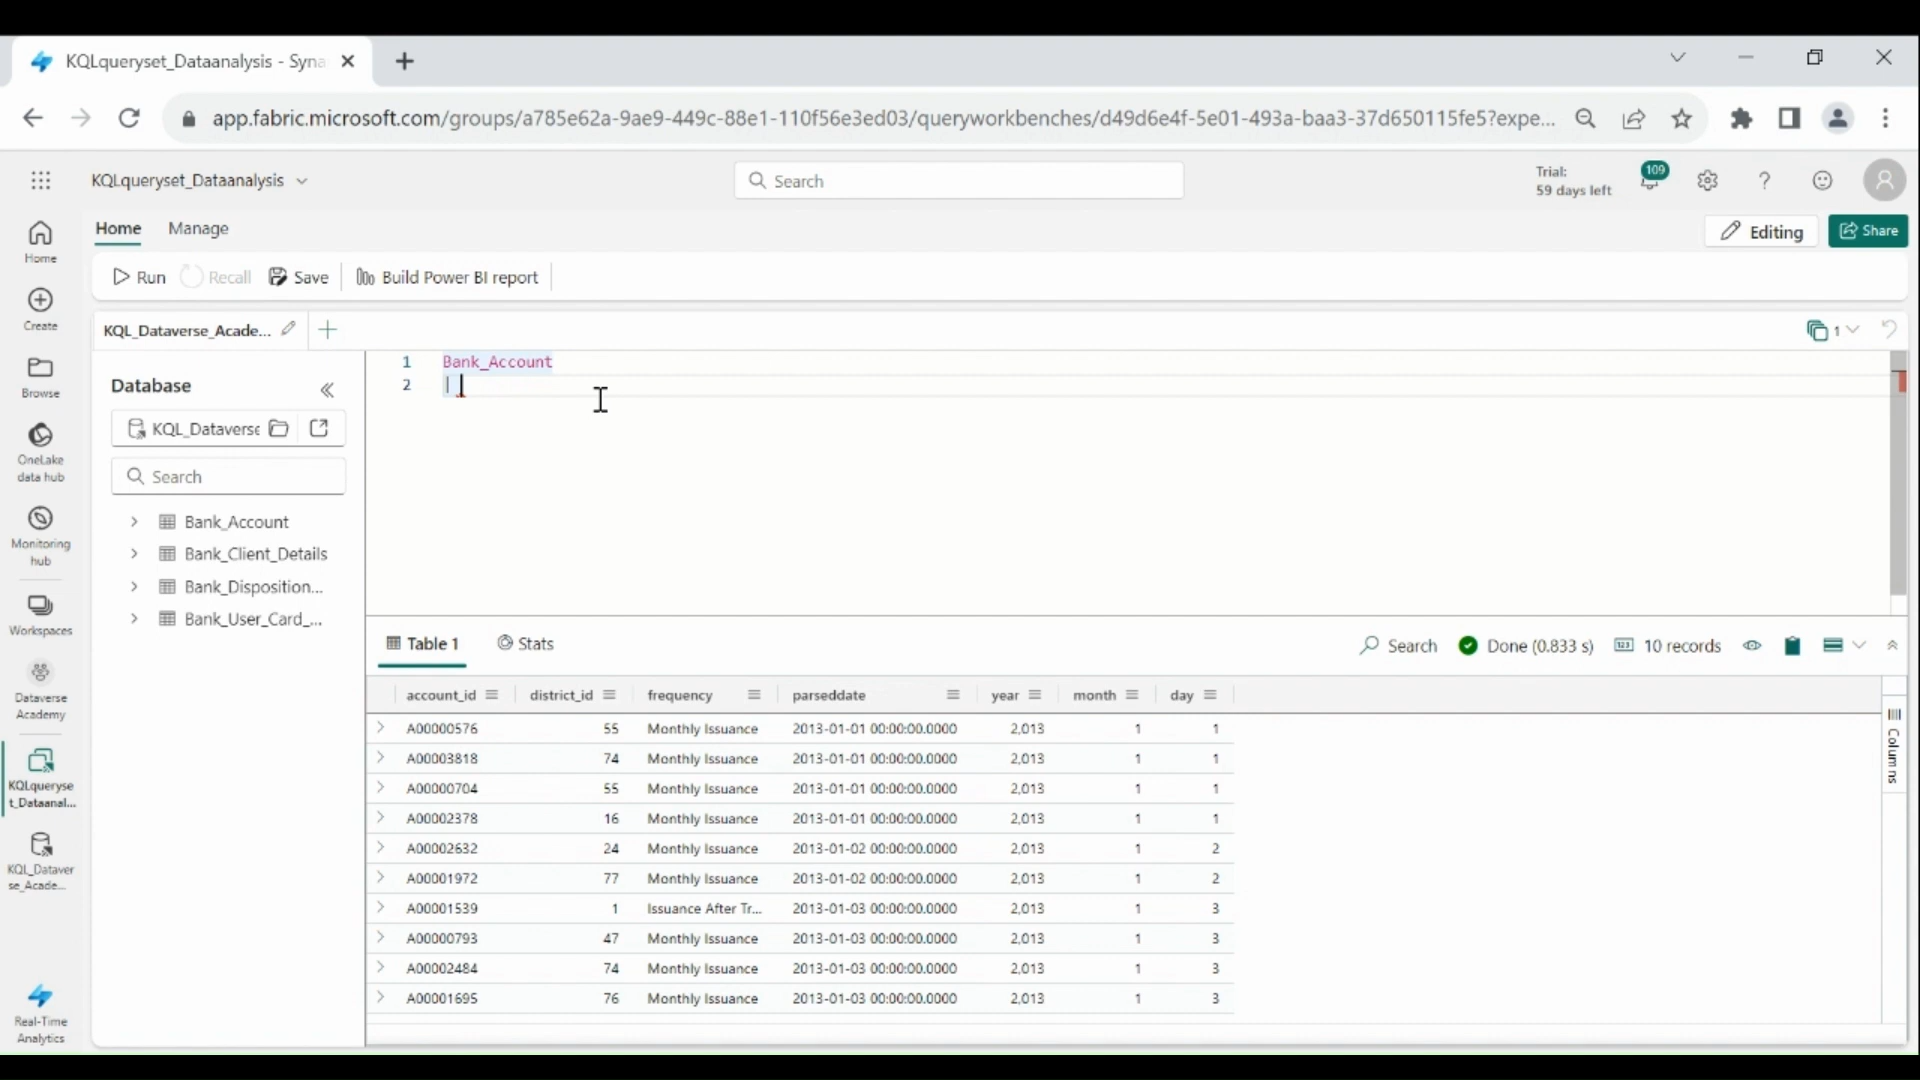 KQLqueryset_Dataanalysis - Syna
app.fabric.microsoft.com/groups/a785e62a-9ae9-449c-88e1-110f56e3ed03/queryworkbenches/d49d6e4f-5e01-493a-baa3-37d650115fe5?expe...
KQLqueryset_Dataanalysis
Search
Trial:
59 days left
109
Home Manage
Editing
Share
Run Recall Save Build Power BI report
KQL_Dataverse_Acade...
1
Home
Create
Browse
OneLake
data hub
Monitoring
hub
Workspaces
Dataverse
Academy
KQLqueryse
t_Dataanal...
KQL_Dataver
se_Acade...
Real-Time
Analytics
Database
KQL_Dataverse
Search
Bank_Account
Bank_Client_Details
Bank_Disposition...
Bank_User_Card_...
1 Bank_Account
2 |
Table 1 Stats
Search Done (0.833 s) 123 10 records
account_id district_id frequency parseddate year month day
A00000576 55 Monthly Issuance 2013-01-01 00:00:00.0000 2,013 1 1
A00003818 74 Monthly Issuance 2013-01-01 00:00:00.0000 2,013 1 1
A00000704 55 Monthly Issuance 2013-01-01 00:00:00.0000 2,013 1 1
A00002378 16 Monthly Issuance 2013-01-01 00:00:00.0000 2,013 1 1
A00002632 24 Monthly Issuance 2013-01-02 00:00:00.0000 2,013 1 2
A00001972 77 Monthly Issuance 2013-01-02 00:00:00.0000 2,013 1 2
A00001539 1 Issuance After Tr... 2013-01-03 00:00:00.0000 2,013 1 3
A00000793 47 Monthly Issuance 2013-01-03 00:00:00.0000 2,013 1 3
A00002484 74 Monthly Issuance 2013-01-03 00:00:00.0000 2,013 1 3
A00001695 76 Monthly Issuance 2013-01-03 00:00:00.0000 2,013 1 3
Columns